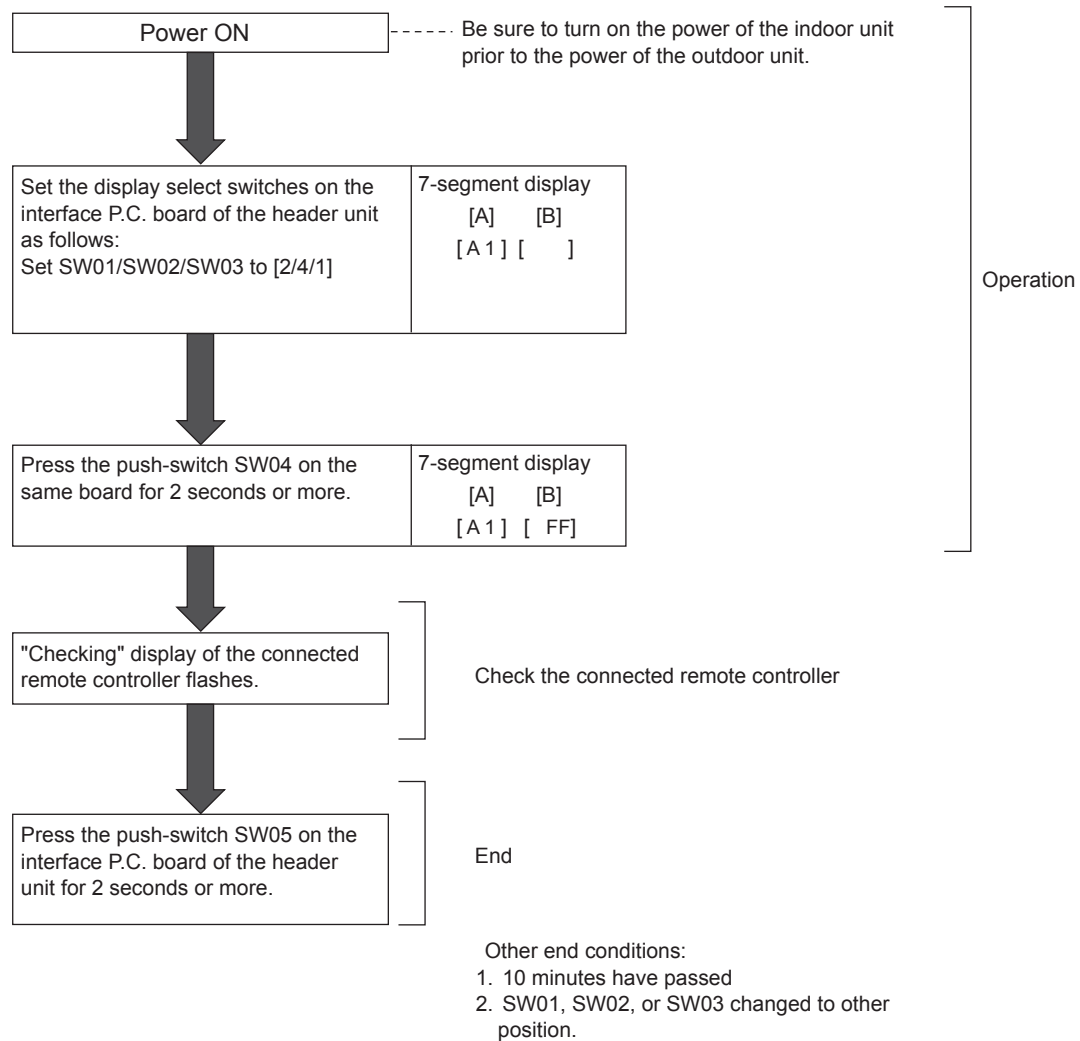 Power ON
Be sure to turn on the power of the indoor unit
prior to the power of the outdoor unit.
Set the display select switches on the
interface P.C. board of the header unit
as follows:
Set SW01/SW02/SW03 to [2/4/1]
7-segment display
[A] [B]
[ A 1 ] [ ]
Operation
Press the push-switch SW04 on the
same board for 2 seconds or more.
7-segment display
[A] [B]
[ A 1 ] [ FF]
"Checking" display of the connected
remote controller flashes.
Check the connected remote controller
Press the push-switch SW05 on the
interface P.C. board of the header
unit for 2 seconds or more.
End
Other end conditions:
1. 10 minutes have passed
2. SW01, SW02, or SW03 changed to other
position.